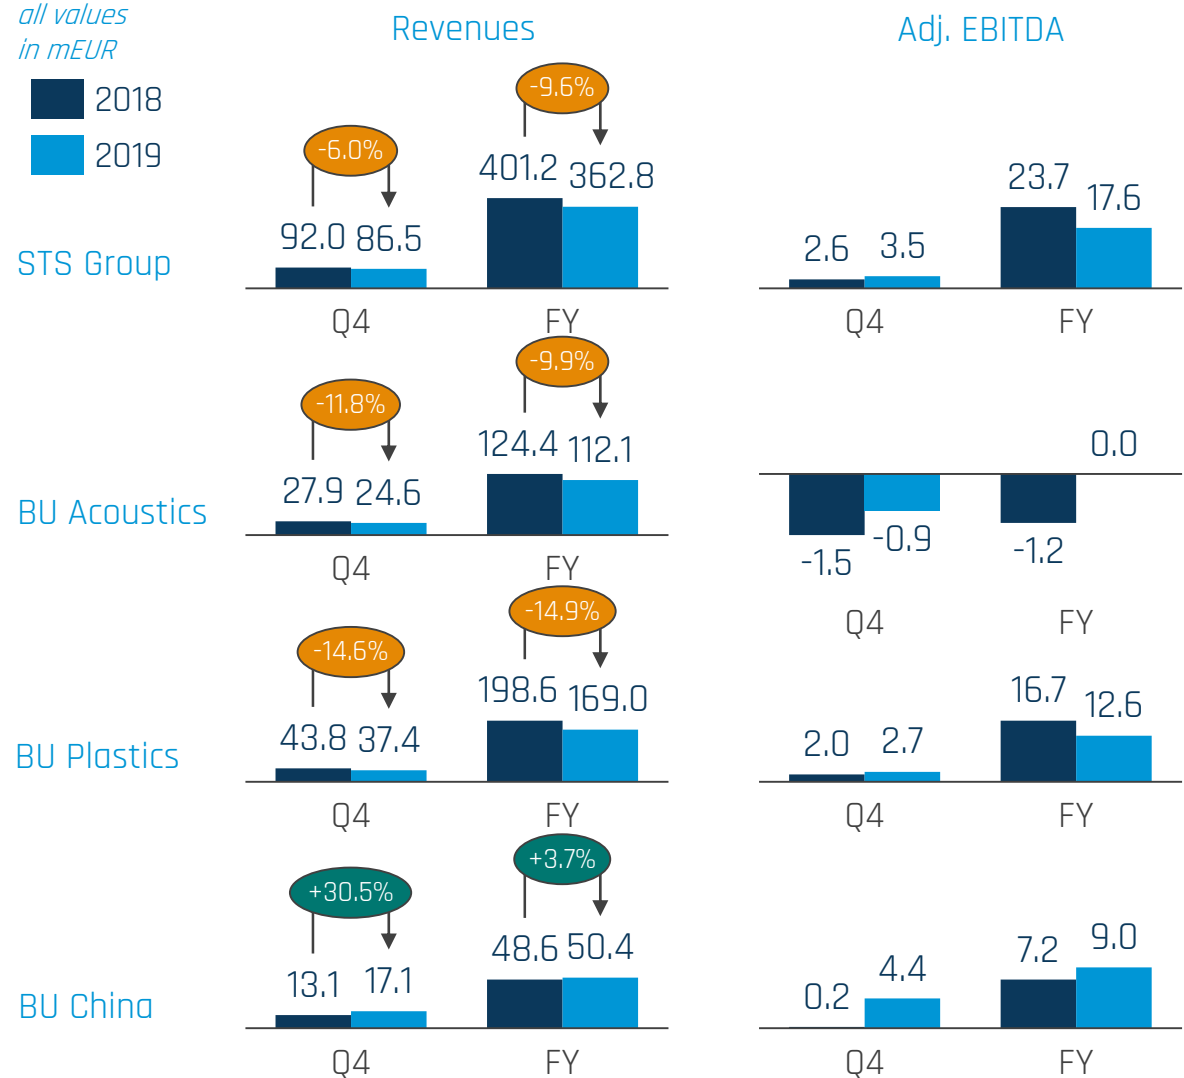 all values
in mEUR
2018
2019
Revenues
Adj. EBITDA
STS Group
-6.0%
92.0 86.5
Q4
-9.6%
401.2 362.8
FY
2.6 3.5
Q4
23.7 17.6
FY
BU Acoustics
-11.8%
27.9 24.6
Q4
-9.9%
124.4 112.1
FY
-1.5 -0.9
Q4
-1.2 0.0
FY
BU Plastics
-14.6%
43.8 37.4
Q4
-14.9%
198.6 169.0
FY
2.0 2.7
Q4
16.7 12.6
FY
BU China
+30.5%
13.1 17.1
Q4
+3.7%
48.6 50.4
FY
0.2 4.4
Q4
7.2 9.0
FY